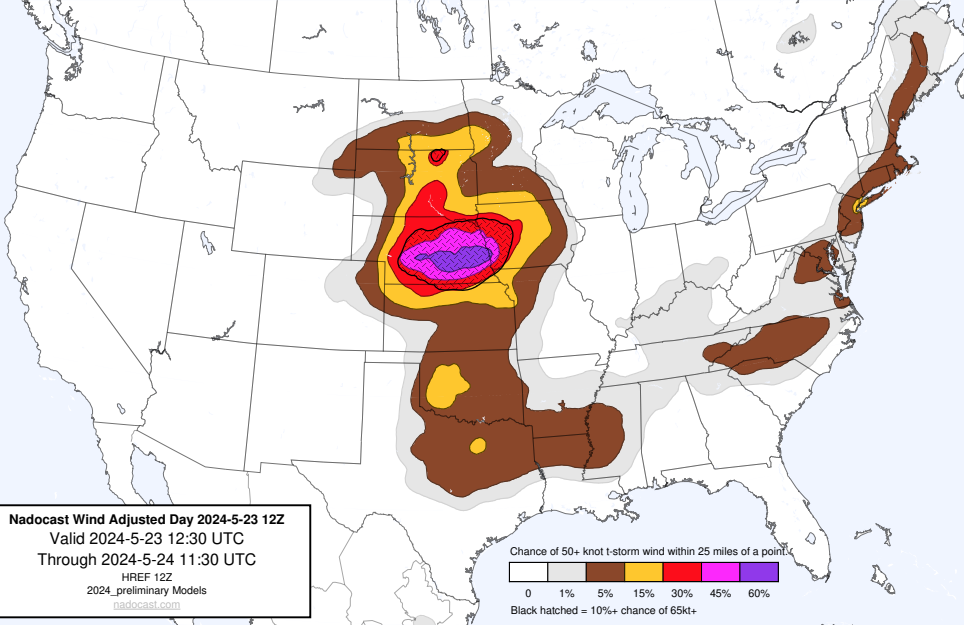 Nadocast Wind Adjusted Day 2024-5-23 12Z
Valid 2024-5-23 12:30 UTC
Through 2024-5-24 11:30 UTC
HREF 12Z
2024_preliminary Models
nadocast.com
Chance of 50+ knot t-storm wind within 25 miles of a point.
0 1% 5% 15% 30% 45% 60%
Black hatched = 10%+ chance of 65kt+